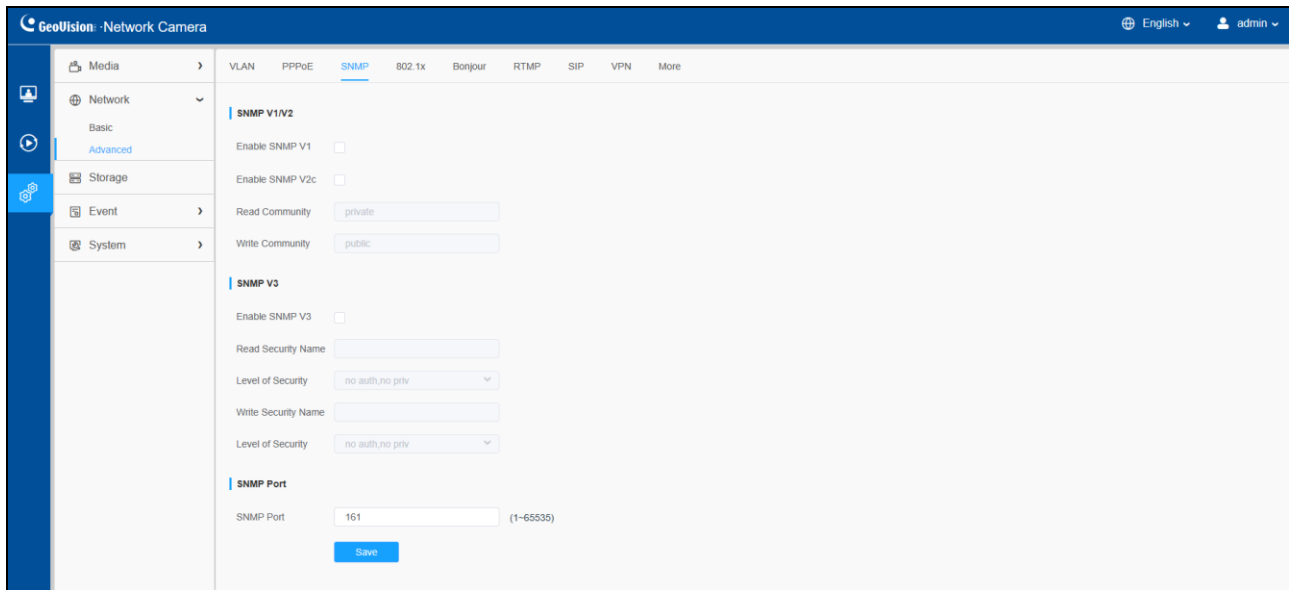 GeoVision Network Camera
English
admin
Media
Network
Basic
Advanced
Storage
Event
System
VLAN PPPoE SNMP 802.1x Bonjour RTMP SIP VPN More
SNMP V1/V2
Enable SNMP V1
Enable SNMP V2c
Read Community private
Write Community public
SNMP V3
Enable SNMP V3
Read Security Name
Level of Security no auth,no priv
Write Security Name
Level of Security no auth,no priv
SNMP Port
SNMP Port 161 (1~65535)
Save